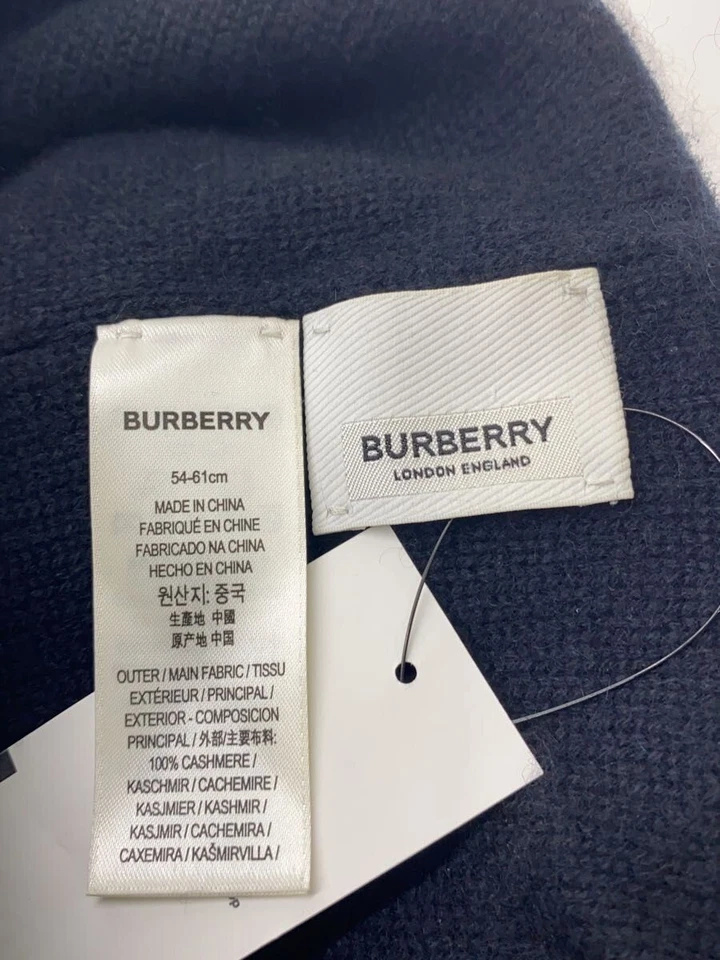 BURBERRY
54-61cm
MADE IN CHINA
FABRIQUÉ EN CHINE
FABRICADO NA CHINA
HECHO EN CHINA
원산지: 중국
生產地 中國
原产地 中国
OUTER / MAIN FABRIC / TISSU
EXTÉRIEUR / PRINCIPAL /
EXTERIOR - COMPOSICION
PRINCIPAL / 外部/主要布料:
100% CASHMERE /
KASCHMIR / CACHEMIRE /
KASJMIER / KASHMIR /
KASJMIR / CACHEMIRA /
CAXEMIRA / KAŠMIRVILLA /
BURBERRY
LONDON ENGLAND